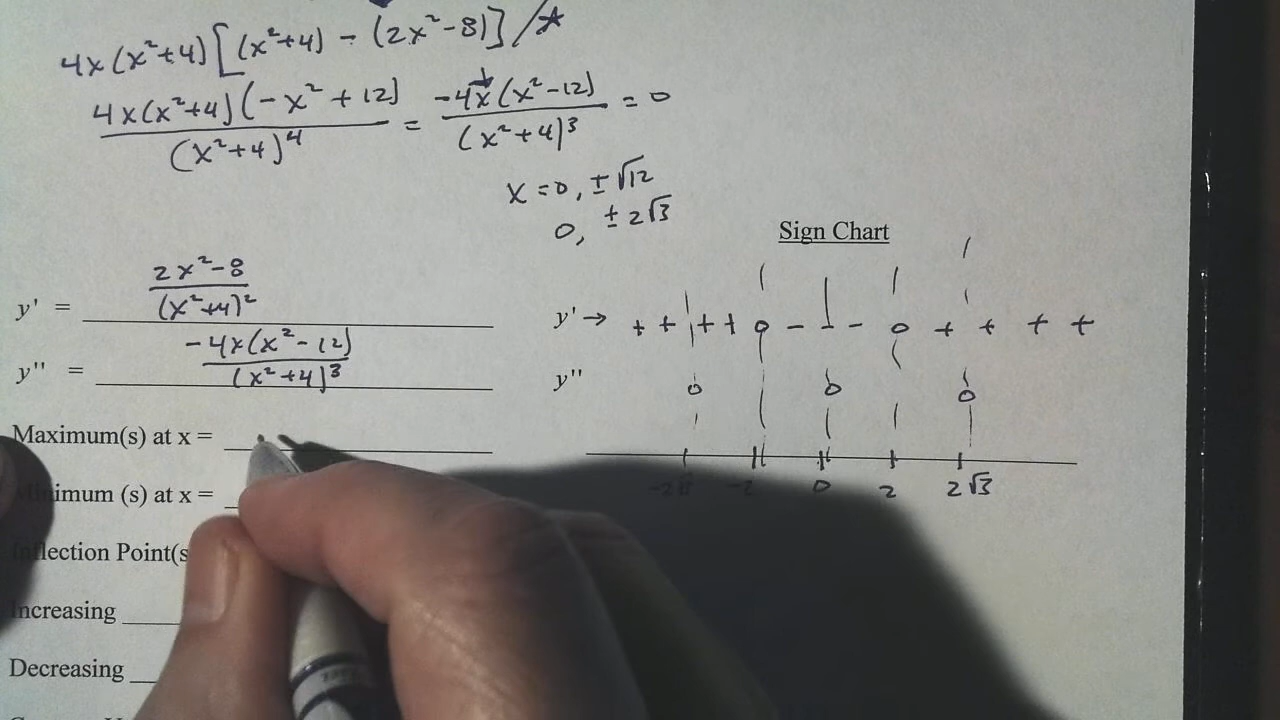 4x(x²+4)[(x²+4) - (2x²-8)]/*
4x(x²+4)(-x²+12)/(x²+4)⁴ = -4x(x²-12)/(x²+4)³ = 0
x = 0, ±√12
0, ±2√3
Sign Chart
y' = 2x²-8/(x²+4)²
y' → + + + + 0 - - - 0 + + + +
y'' = -4x(x²-12)/(x²+4)³
y'' 0 0 0
Maximum(s) at x =
-2 0 2 2√3
(s) at x =
Point(s
Increasing
Decreasing